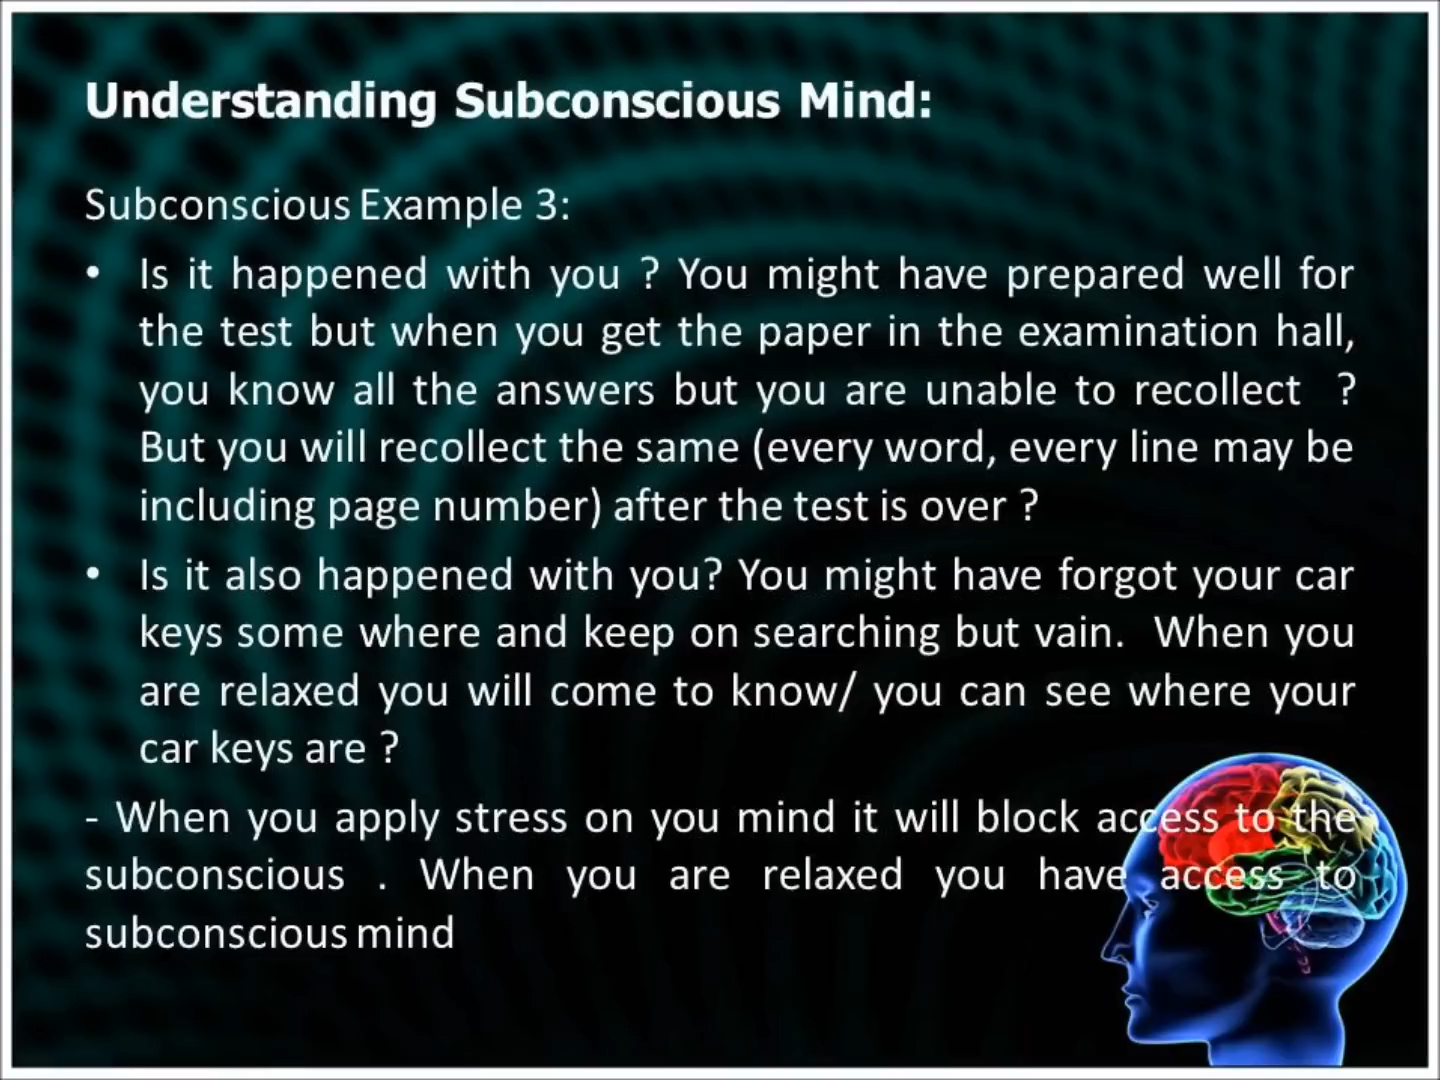 Understanding Subconscious Mind:
Subconscious Example 3:
• Is it happened with you ? You might have prepared well for
the test but when you get the paper in the examination hall,
you know all the answers but you are unable to recollect ?
But you will recollect the same (every word, every line may be
including page number) after the test is over ?
• Is it also happened with you? You might have forgot your car
keys some where and keep on searching but vain. When you
are relaxed you will come to know/ you can see where your
car keys are ?
- When you apply stress on you mind it will block access to the
subconscious . When you are relaxed you have access to
subconscious mind